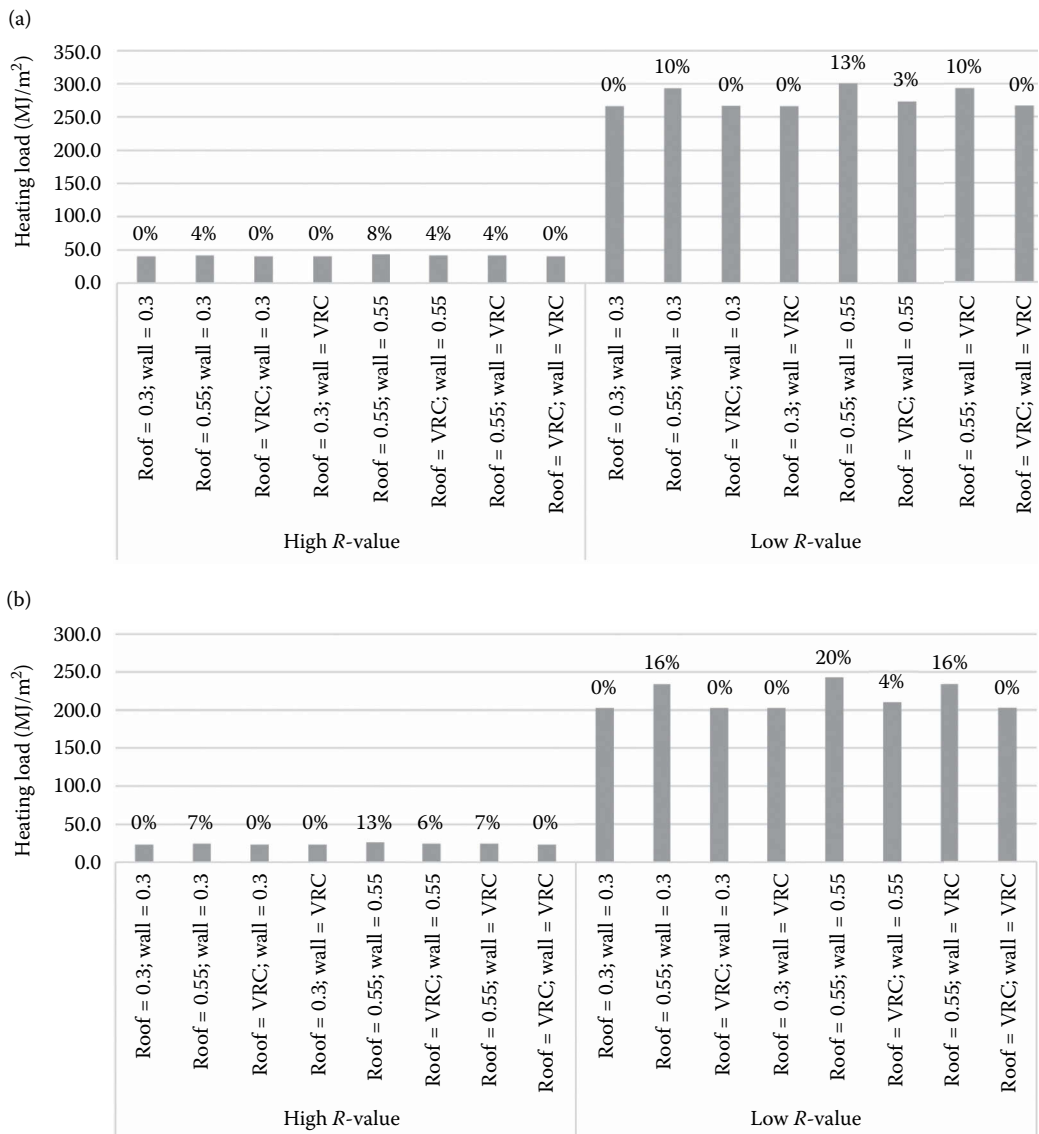 (a)
Heating load (MJ/m²)
350.0
300.0
250.0
200.0
150.0
100.0
50.0
0.0
0% 4% 0% 0% 8% 4% 4% 0%
0% 10% 0% 0% 13% 3% 10% 0%
Roof = 0.3; wall = 0.3
Roof = 0.55; wall = 0.3
Roof = VRC; wall = 0.3
Roof = 0.3; wall = VRC
Roof = 0.55; wall = 0.55
Roof = VRC; wall = 0.55
Roof = 0.55; wall = VRC
Roof = VRC; wall = VRC
Roof = 0.3; wall = 0.3
Roof = 0.55; wall = 0.3
Roof = VRC; wall = 0.3
Roof = 0.3; wall = VRC
Roof = 0.55; wall = 0.55
Roof = VRC; wall = 0.55
Roof = 0.55; wall = VRC
Roof = VRC; wall = VRC
High R-value
Low R-value
(b)
Heating load (MJ/m²)
300.0
250.0
200.0
150.0
100.0
50.0
0.0
0% 7% 0% 0% 13% 6% 7% 0%
0% 16% 0% 0% 20% 4% 16% 0%
Roof = 0.3; wall = 0.3
Roof = 0.55; wall = 0.3
Roof = VRC; wall = 0.3
Roof = 0.3; wall = VRC
Roof = 0.55; wall = 0.55
Roof = VRC; wall = 0.55
Roof = 0.55; wall = VRC
Roof = VRC; wall = VRC
Roof = 0.3; wall = 0.3
Roof = 0.55; wall = 0.3
Roof = VRC; wall = 0.3
Roof = 0.3; wall = VRC
Roof = 0.55; wall = 0.55
Roof = VRC; wall = 0.55
Roof = 0.55; wall = VRC
Roof = VRC; wall = VRC
High R-value
Low R-value